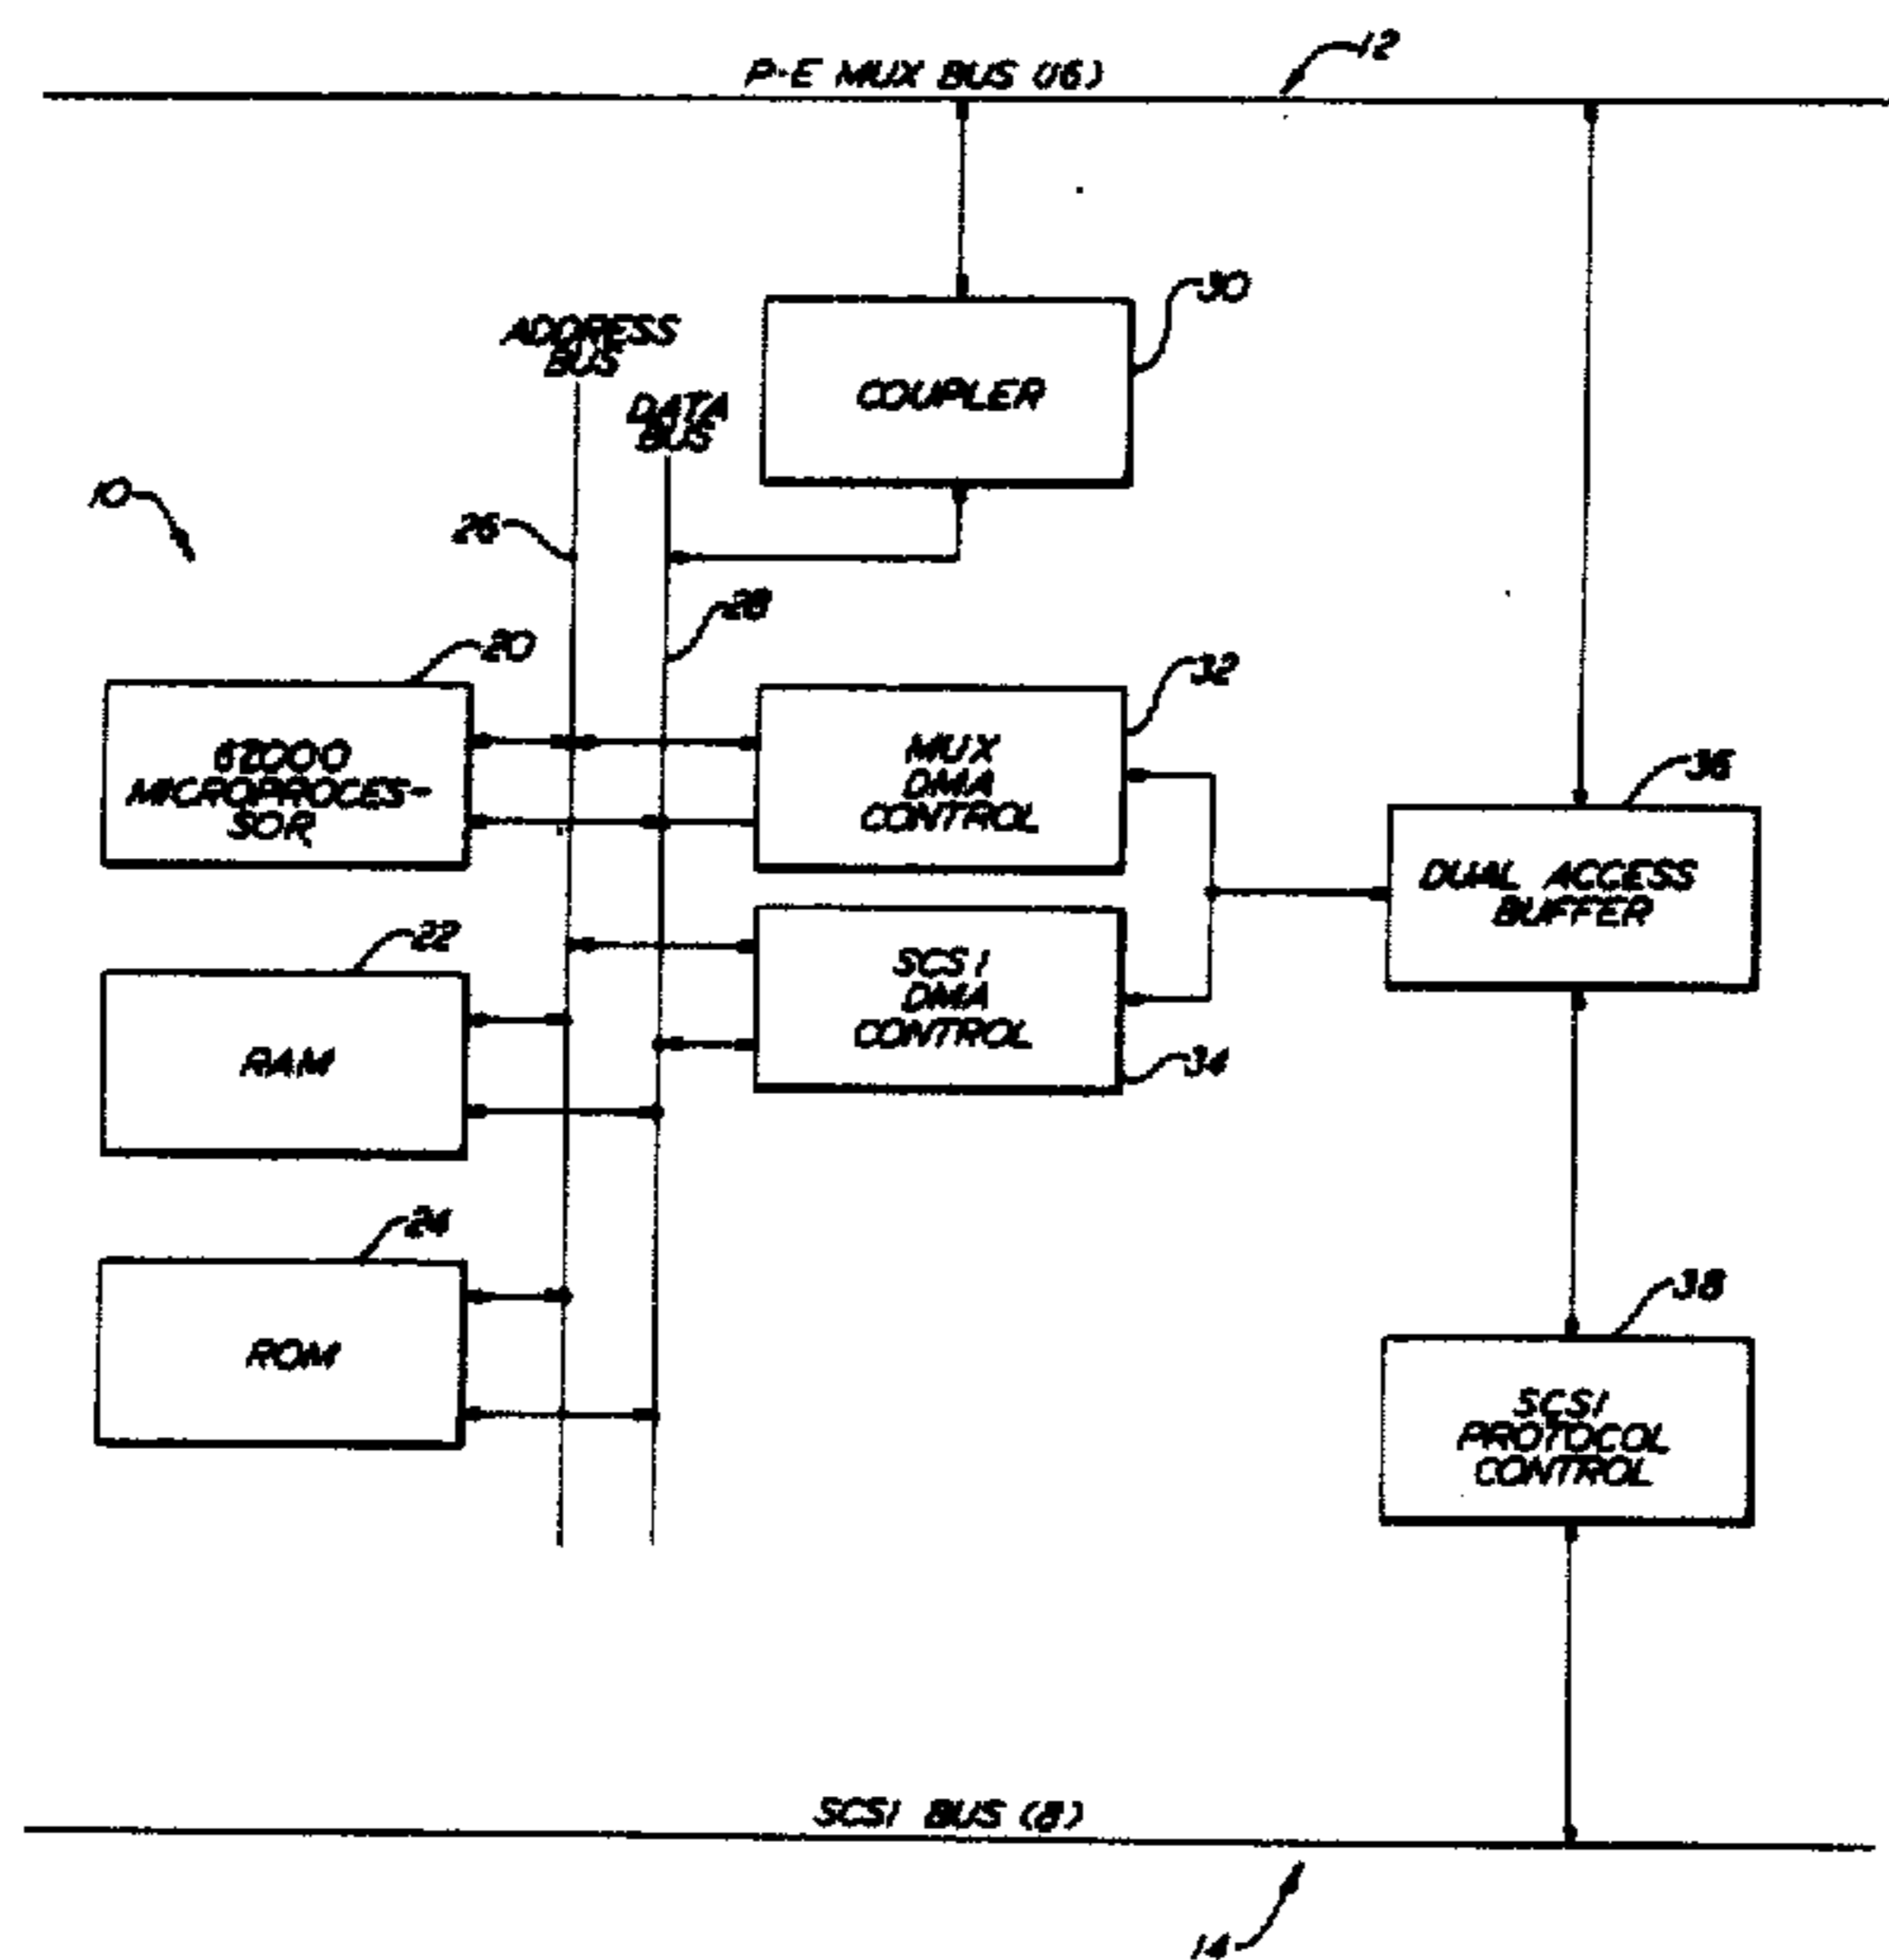 12
P-E MUX BUS (16)
30
ADDRESS
BUS
COUPLER
DATA
BUS
10
26
28
20
32
MICROPROCES-
SOR
MUX
DMA
CONTROL
36
DUAL ACCESS
BUFFER
22
SCSI
DMA
CONTROL
34
RAM
24
38
ROM
SCSI
PROTOCOL
CONTROL
SCSI BUS (8)
14